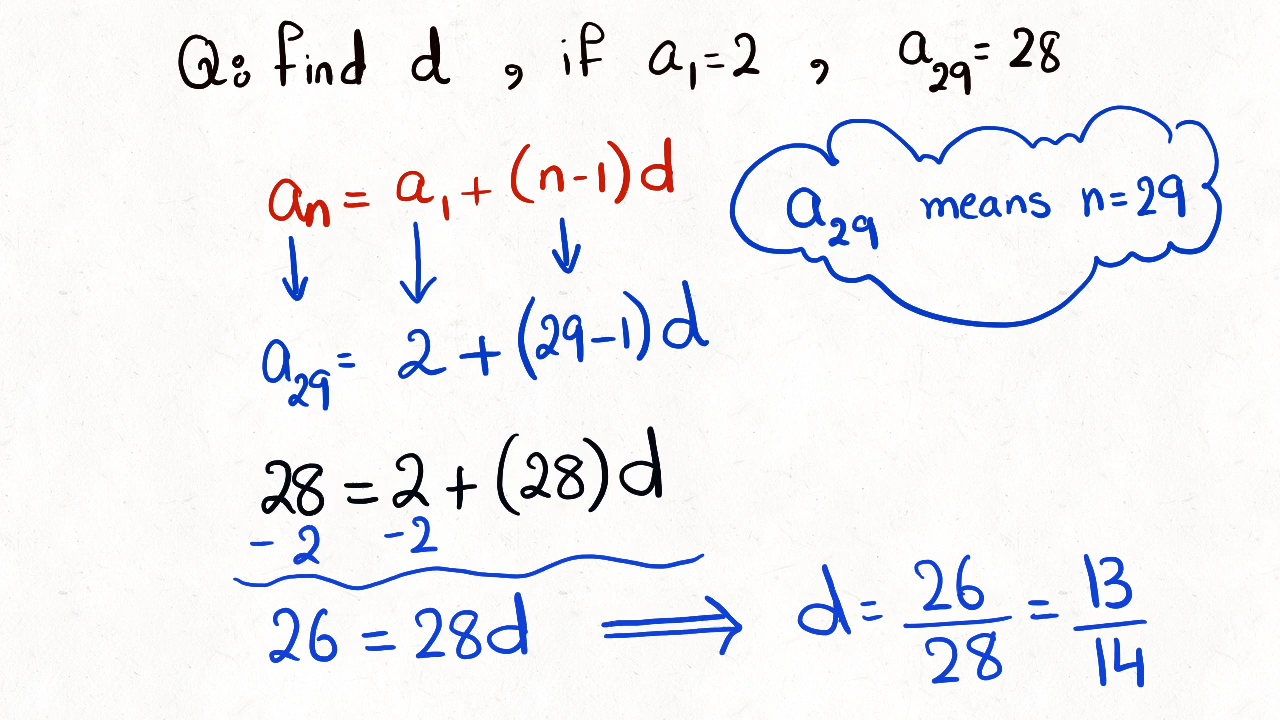 Q: find d , if a₁=2 , a₂₉= 28
aₙ = a₁ + (n-1)d
a₂₉ means n=29
a₂₉= 2 + (29-1)d
28 = 2 + (28)d
- 2 -2
26 = 28d ⟹ d= 26/28 = 13/14